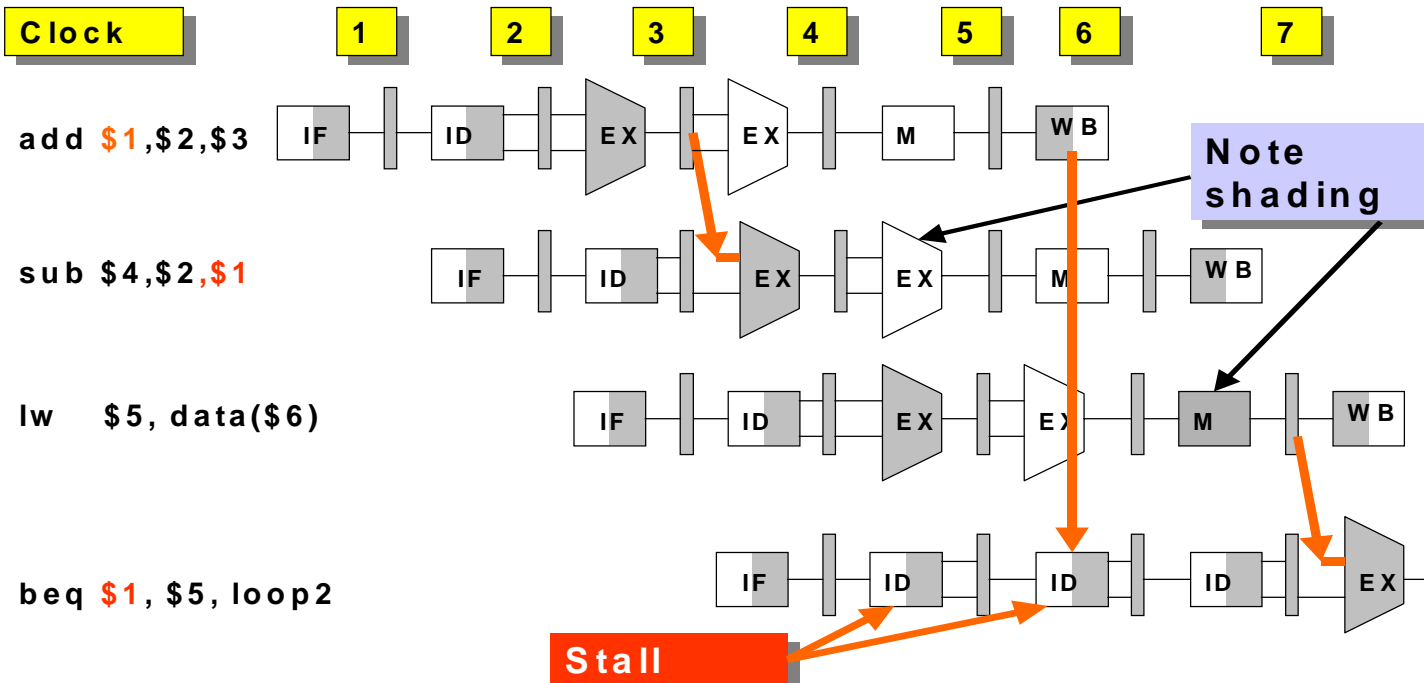 Clock 1 2 3 4 5 6 7
add $1,$2,$3 IF ID EX EX M WB
Note
shading
sub $4,$2,$1 IF ID EX EX M WB
lw $5, data($6) IF ID EX EX M WB
beq $1, $5, loop2 IF ID ID ID EX
Stall